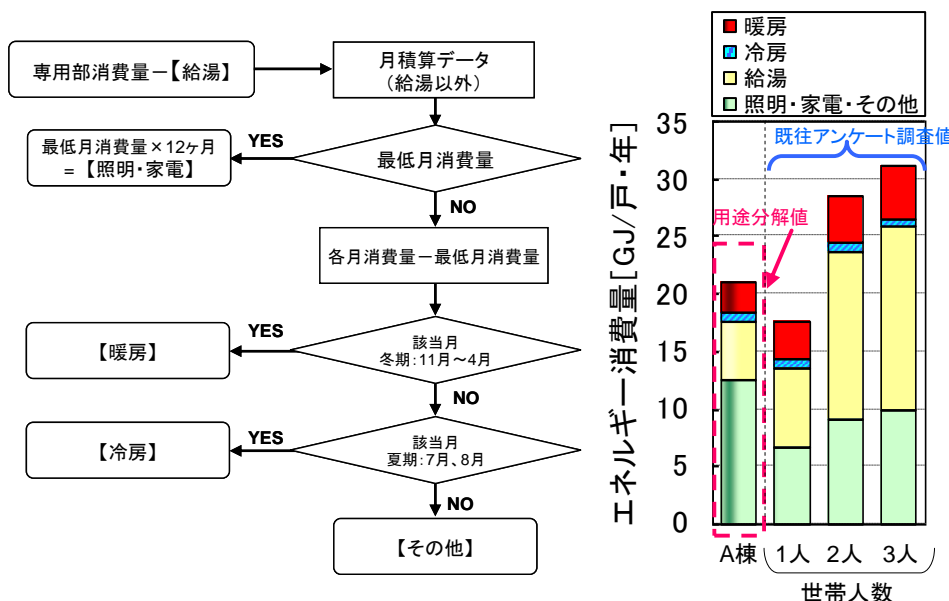 専用部消費量－【給湯】
月積算データ
(給湯以外)
YES
最低月消費量×12ヶ月
=【照明・家電】
最低月消費量
NO
各月消費量－最低月消費量
YES
【暖房】
該当月
冬期:11月～4月
NO
YES
【冷房】
該当月
夏期:7月、8月
NO
【その他】
暖房
冷房
給湯
照明・家電・その他
エネルギー消費量[GJ/戸・年]
35
30
25
20
15
10
5
0
既往アンケート調査値
用途分解値
A棟
1人
2人
3人
世帯人数